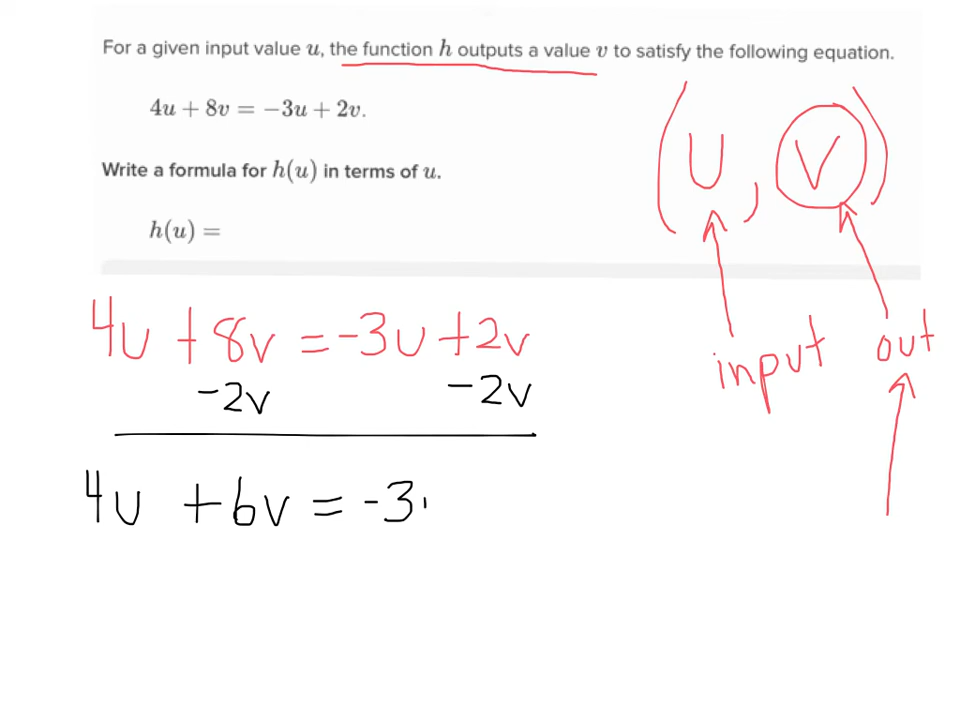 For a given input value u, the function h outputs a value v to satisfy the following equation.
4u + 8v = −3u + 2v.
Write a formula for h(u) in terms of u.
h(u) =
(U, V)
input out
4u + 8v = -3u + 2v
-2v -2v
4u + 6v = -3